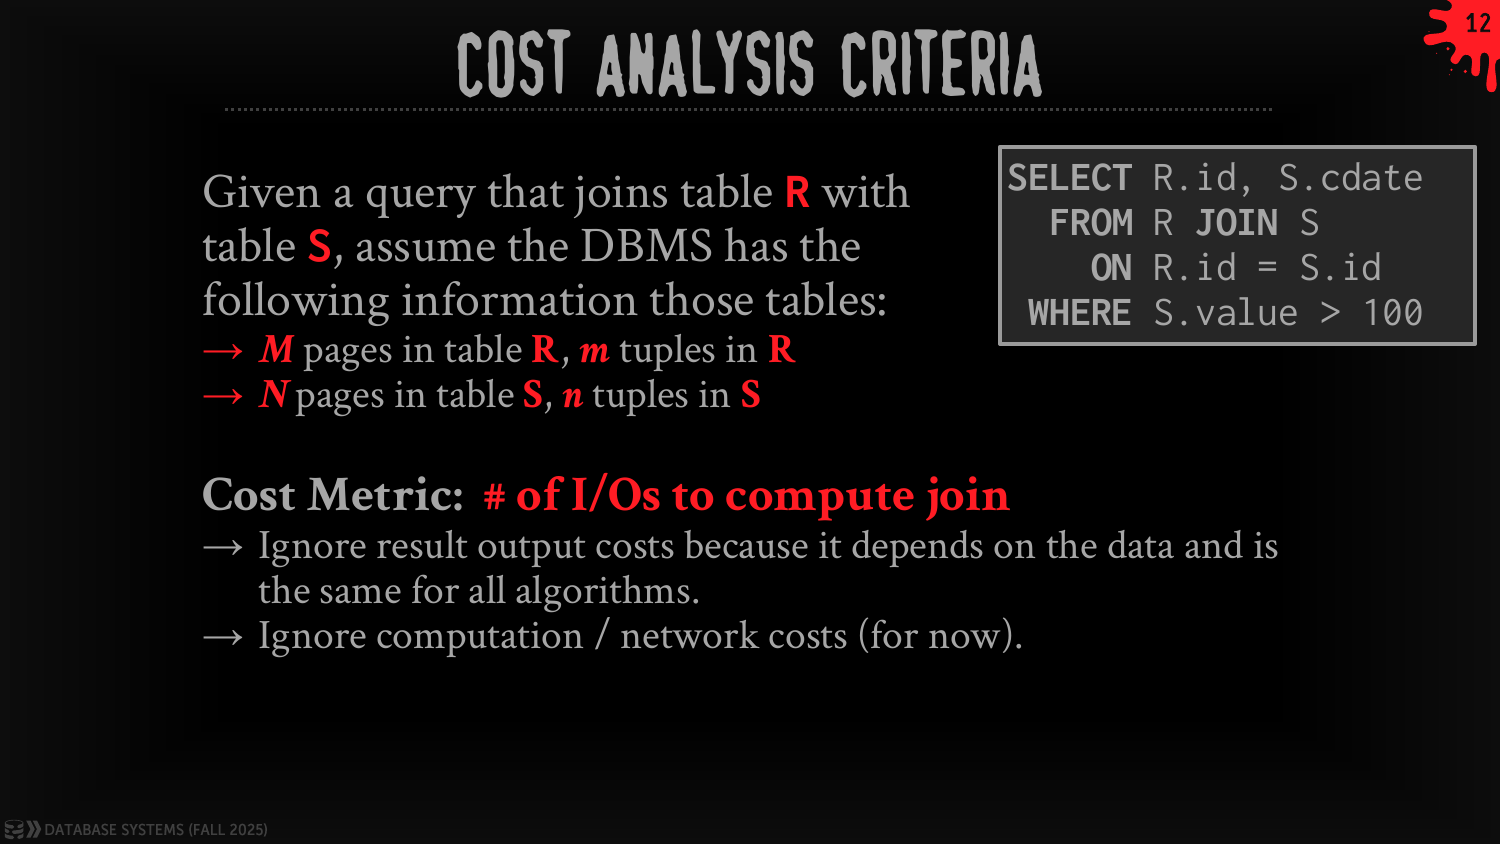 12
COST ANALYSIS CRITERIA
Given a query that joins table R with
table S, assume the DBMS has the
following information those tables:
→ M pages in table R, m tuples in R
→ N pages in table S, n tuples in S
SELECT R.id, S.cdate
FROM R JOIN S
ON R.id = S.id
WHERE S.value > 100
Cost Metric: # of I/Os to compute join
→ Ignore result output costs because it depends on the data and is
the same for all algorithms.
→ Ignore computation / network costs (for now).
DATABASE SYSTEMS (FALL 2025)